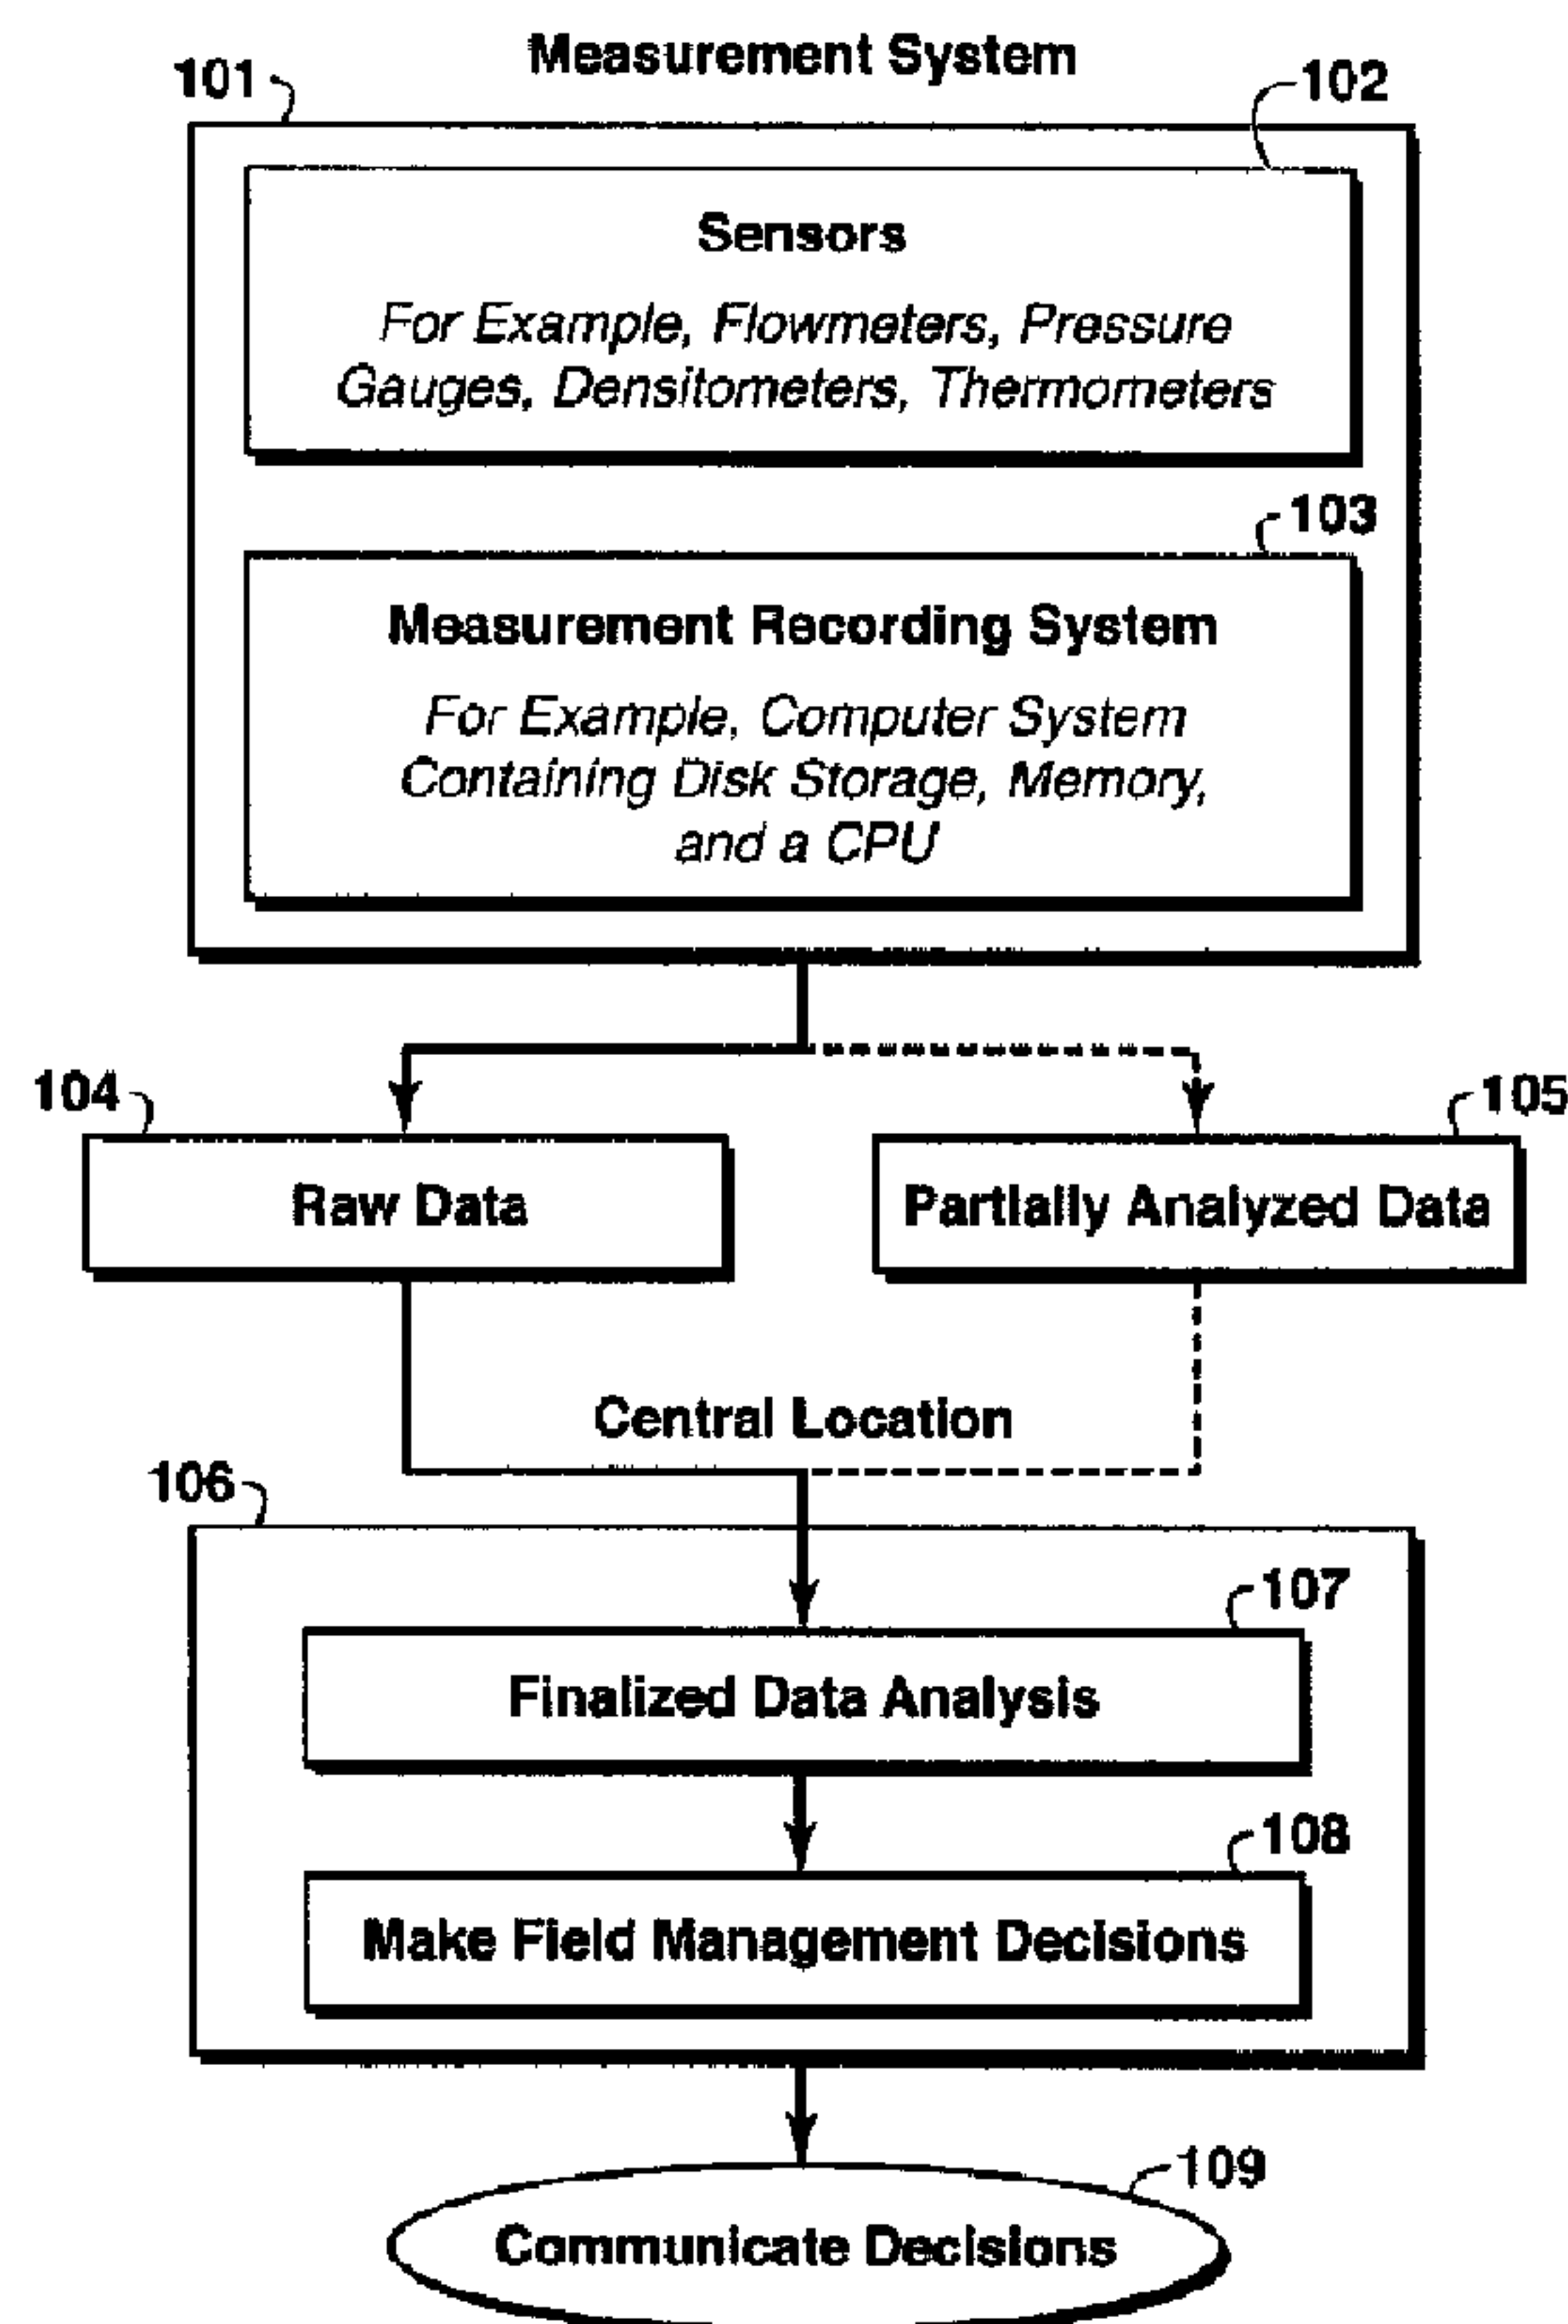 Measurement System
101
102
Sensors
For Example, Flowmeters, Pressure
Gauges, Densitometers, Thermometers
103
Measurement Recording System
For Example, Computer System
Containing Disk Storage, Memory,
and a CPU
104
105
Raw Data
Partially Analyzed Data
Central Location
106
107
Finalized Data Analysis
108
Make Field Management Decisions
109
Communicate Decisions